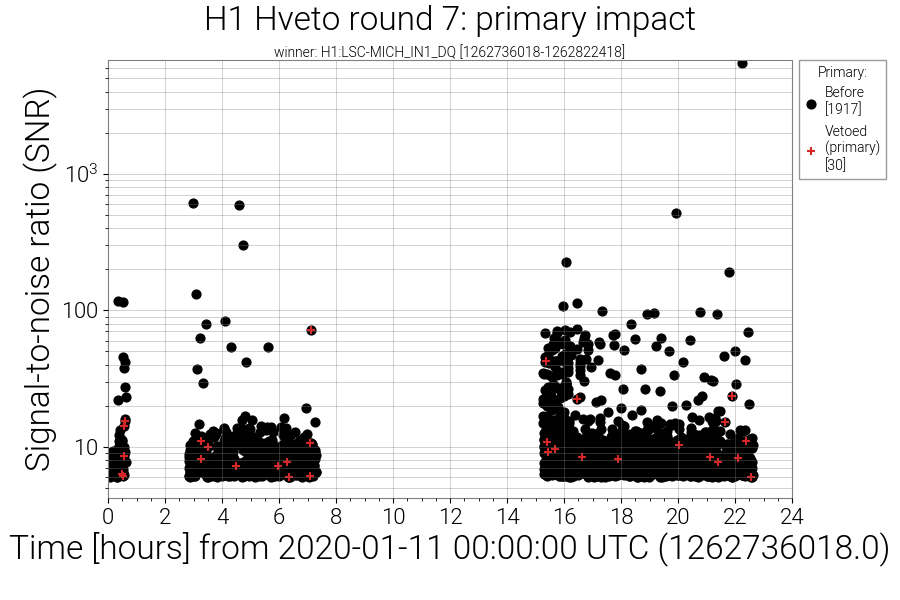 H1 Hveto round 7: primary impact
winner: H1:LSC-MICH_IN1_DQ [1262736018-1262822418]
Signal-to-noise ratio (SNR)
10³
100
10
0 2 4 6 8 10 12 14 16 18 20 22 24
Time [hours] from 2020-01-11 00:00:00 UTC (1262736018.0)
Primary:
Before
[1917]
Vetoed
(primary)
[30]